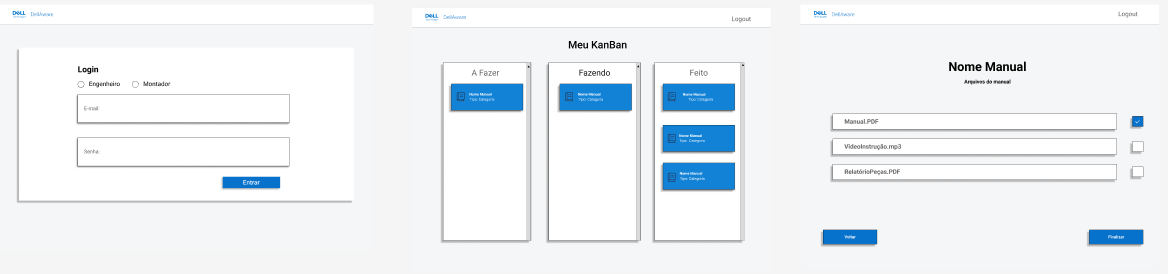 DELL DellAware
Login
Engenheiro Montador
E-mail
Senha
Entrar
DELL DellAware
Logout
Meu KanBan
A Fazer
Nome Manual
Tipo: Categoria
Fazendo
Nome Manual
Tipo: Categoria
Feito
Nome Manual
Tipo: Categoria
Nome Manual
Tipo: Categoria
Nome Manual
Tipo: Categoria
DELL DellAware
Logout
Nome Manual
Arquivos do manual
Manual.PDF
VídeoInstrução.mp3
RelatórioPeças.PDF
Voltar
Finalizar